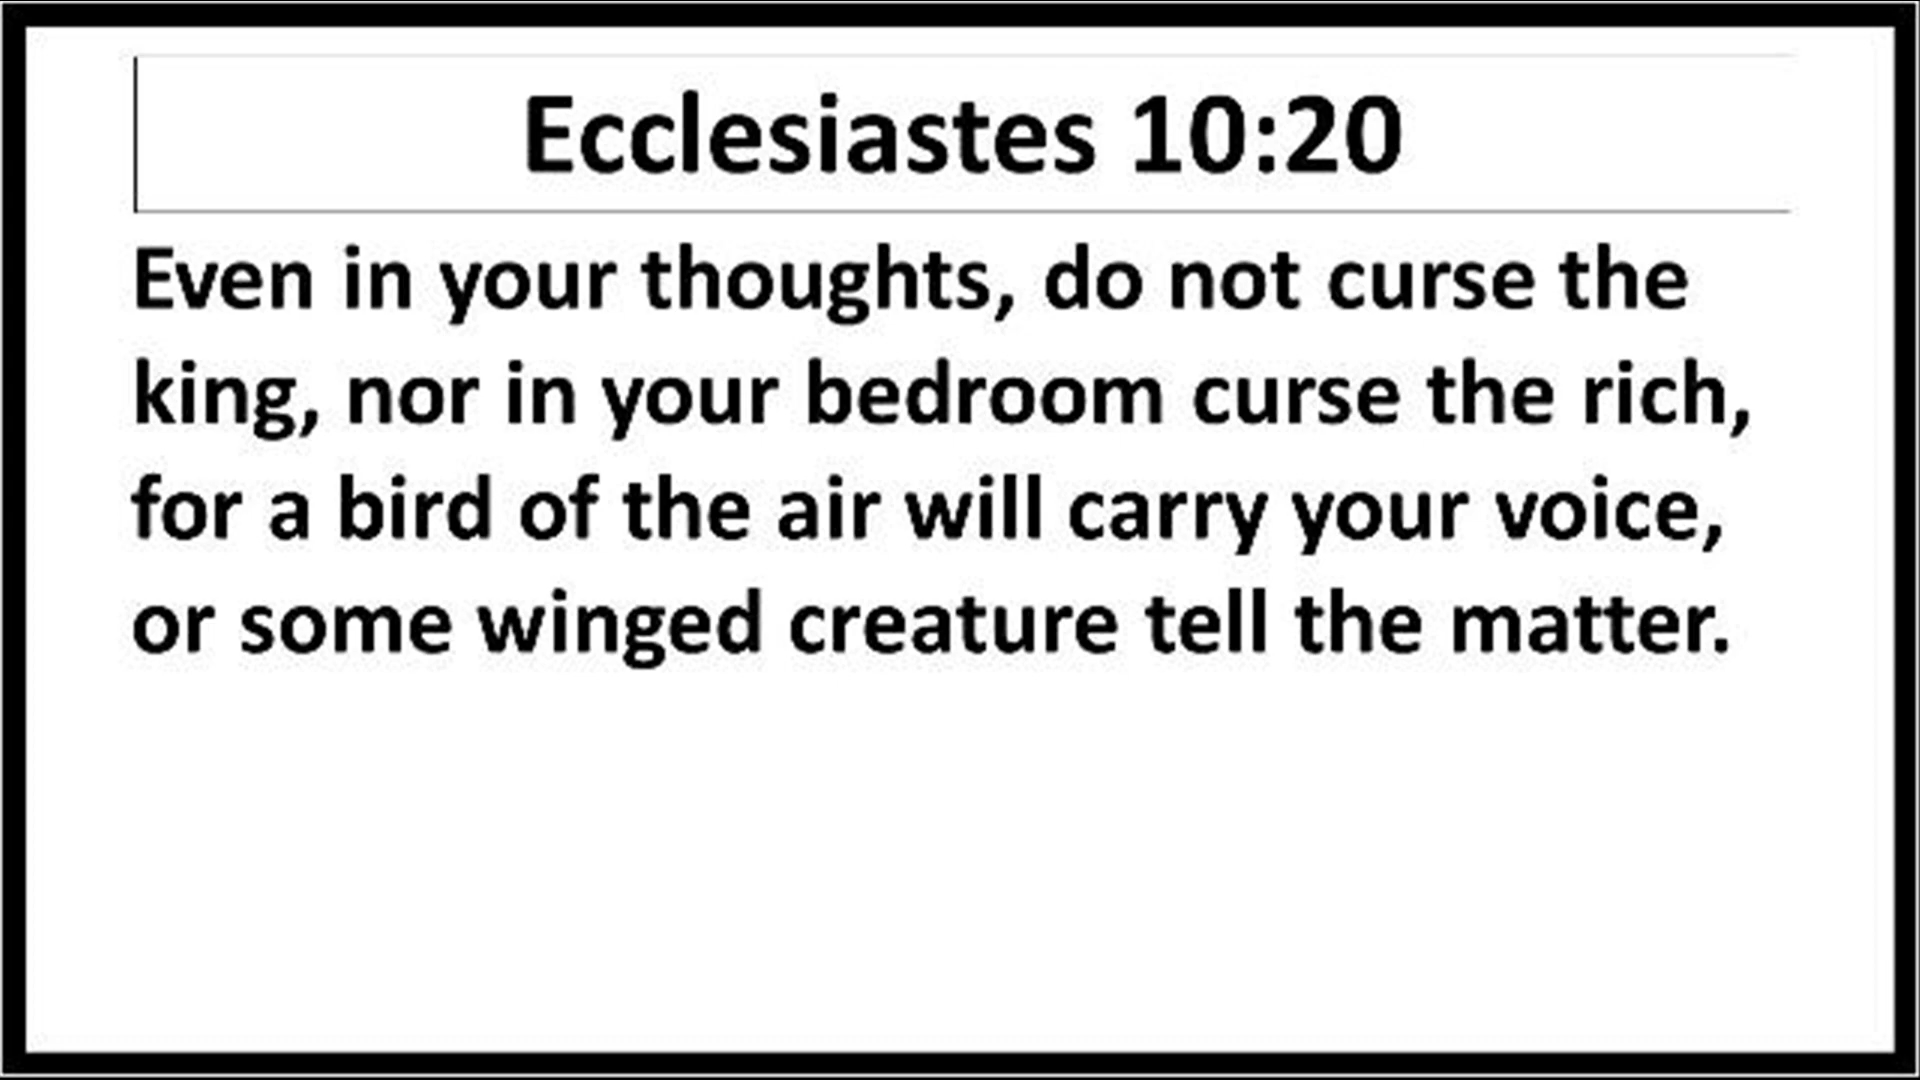 Ecclesiastes 10:20
Even in your thoughts, do not curse the
king, nor in your bedroom curse the rich,
for a bird of the air will carry your voice,
or some winged creature tell the matter.